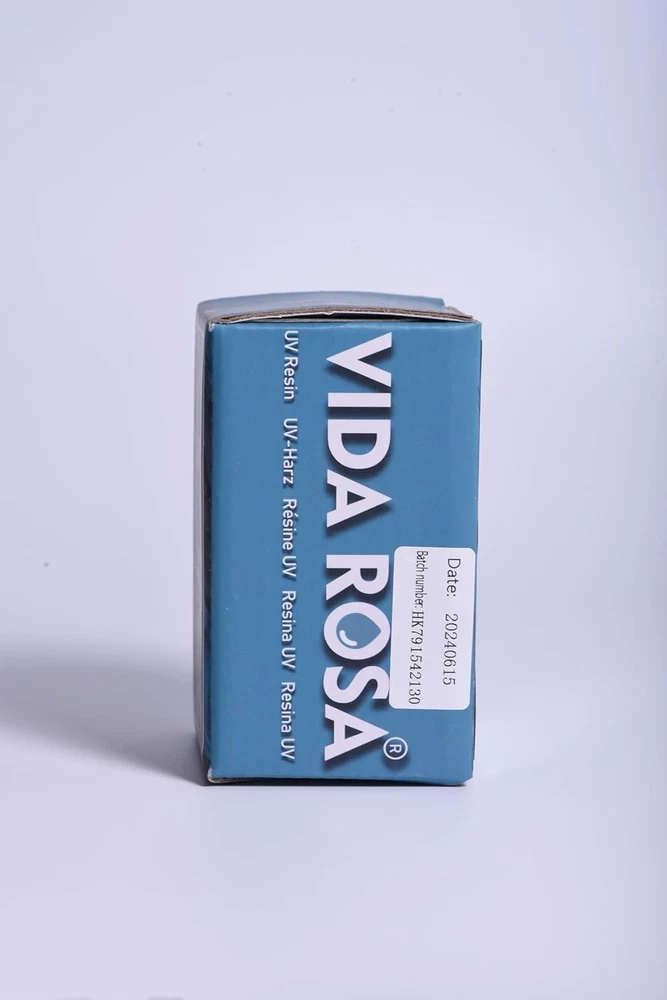 Date: 20240615
Batch number:HK791542130
VIDA ROSA®
UV Resin UV-Harz Résine UV Resina UV Resina UV